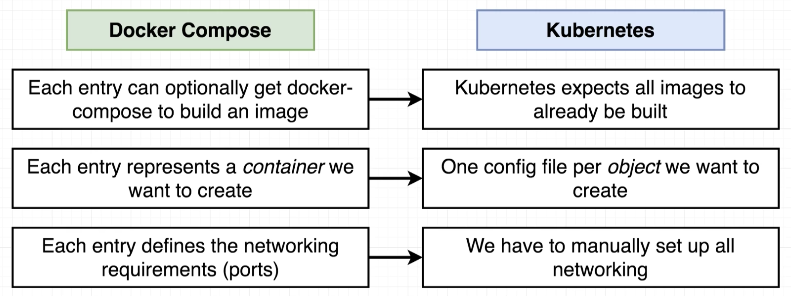 Docker Compose
Kubernetes
Each entry can optionally get docker-
compose to build an image
Kubernetes expects all images to
already be built
Each entry represents a container we
want to create
One config file per object we want to
create
Each entry defines the networking
requirements (ports)
We have to manually set up all
networking